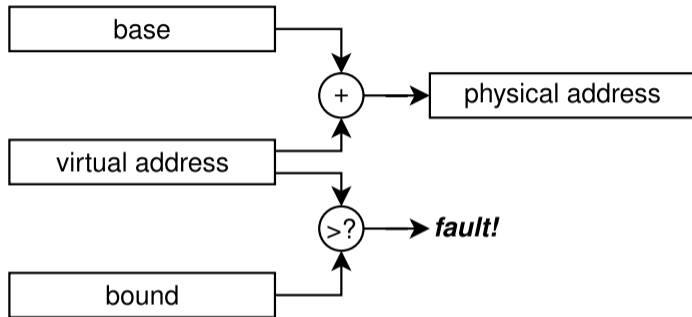 base
+
physical address
virtual address
>?
fault!
bound